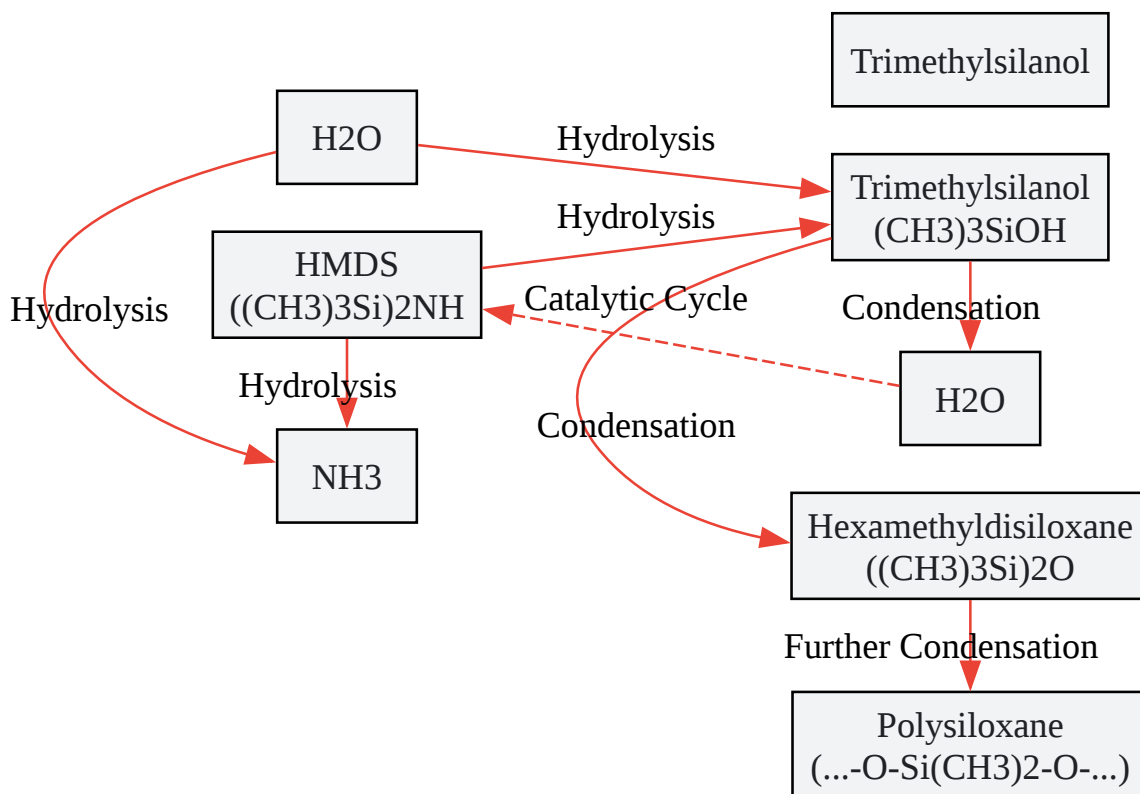 Trimethylsilanol
H2O
Hydrolysis
Trimethylsilanol
(CH3)3SiOH
Hydrolysis
HMDS
((CH3)3Si)2NH
Hydrolysis
Catalytic Cycle
Condensation
Hydrolysis
H2O
Condensation
NH3
Hexamethyldisiloxane
((CH3)3Si)2O
Further Condensation
Polysiloxane
(...-O-Si(CH3)2-O-...)